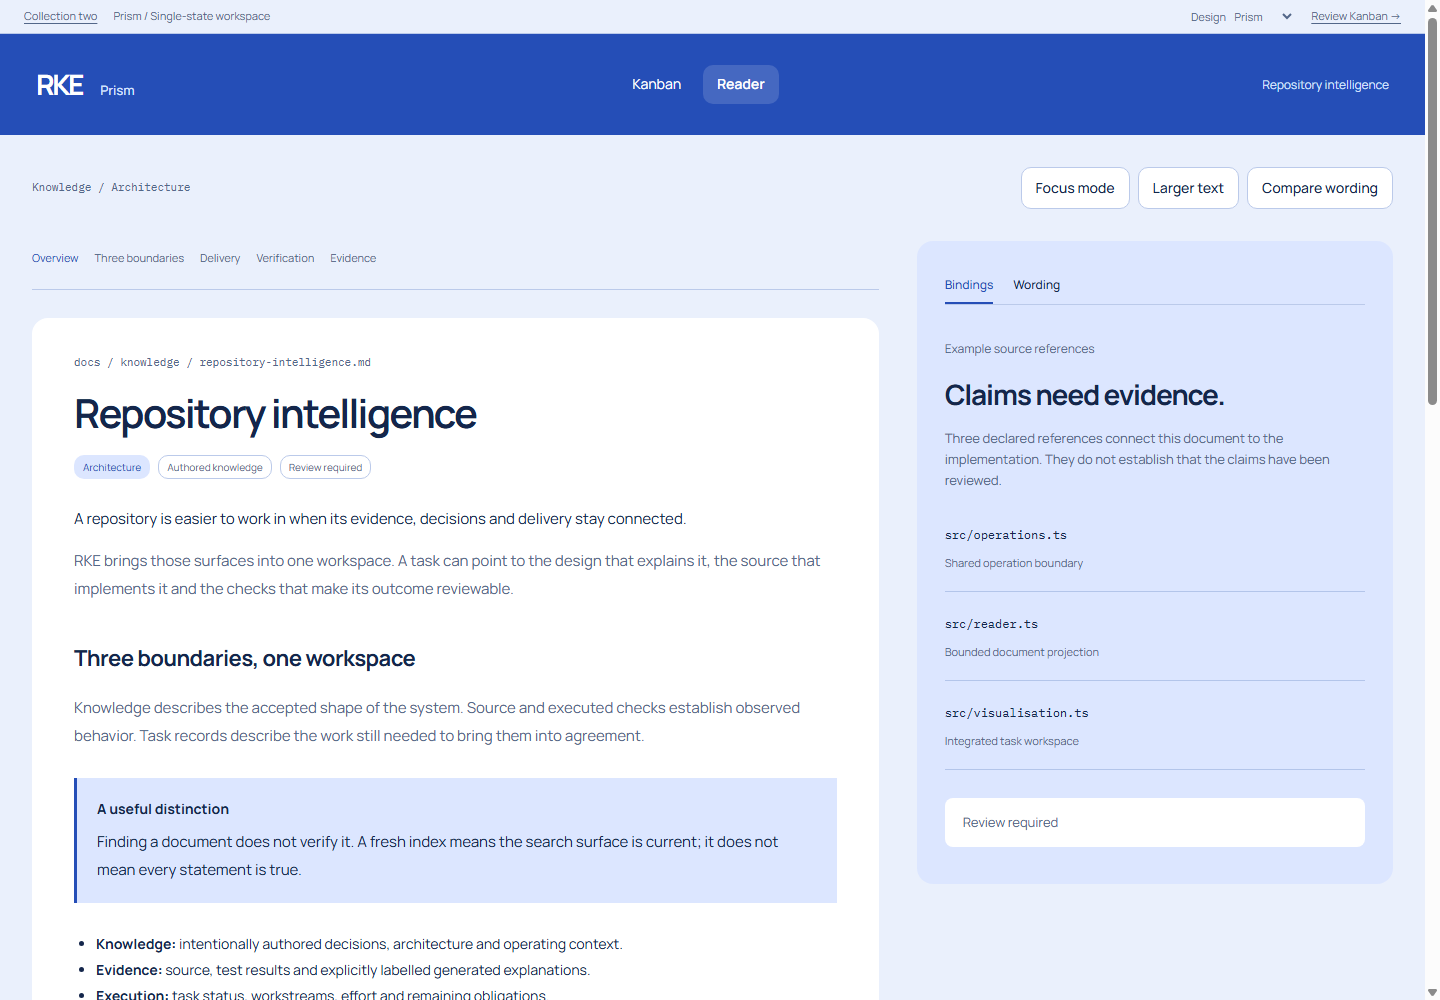 Collection two
Prism / Single-state workspace
Design Prism
Review Kanban →
RKE Prism
Kanban
Reader
Repository intelligence
Knowledge / Architecture
Focus mode
Larger text
Compare wording
Overview
Three boundaries
Delivery
Verification
Evidence
docs / knowledge / repository-intelligence.md
Repository intelligence
Architecture
Authored knowledge
Review required
A repository is easier to work in when its evidence, decisions and delivery stay connected.
RKE brings those surfaces into one workspace. A task can point to the design that explains it, the source that
implements it and the checks that make its outcome reviewable.
Three boundaries, one workspace
Knowledge describes the accepted shape of the system. Source and executed checks establish observed
behavior. Task records describe the work still needed to bring them into agreement.
A useful distinction
Finding a document does not verify it. A fresh index means the search surface is current; it does not
mean every statement is true.
Knowledge: intentionally authored decisions, architecture and operating context.
Evidence: source, test results and explicitly labelled generated explanations.
Execution: task status, workstreams, effort and remaining obligations.
Bindings
Wording
Example source references
Claims need evidence.
Three declared references connect this document to the
implementation. They do not establish that the claims have been
reviewed.
src/operations.ts
Shared operation boundary
src/reader.ts
Bounded document projection
src/visualisation.ts
Integrated task workspace
Review required